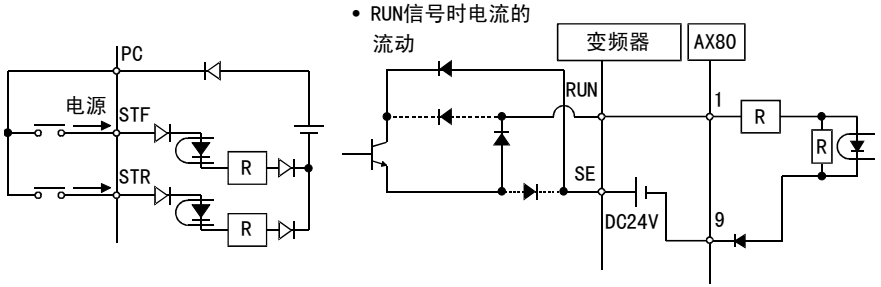 • RUN信号时电流的
流动
PC
电源
STF
R
STR
R
变频器
AX80
RUN
1
R
R
SE
DC24V
9